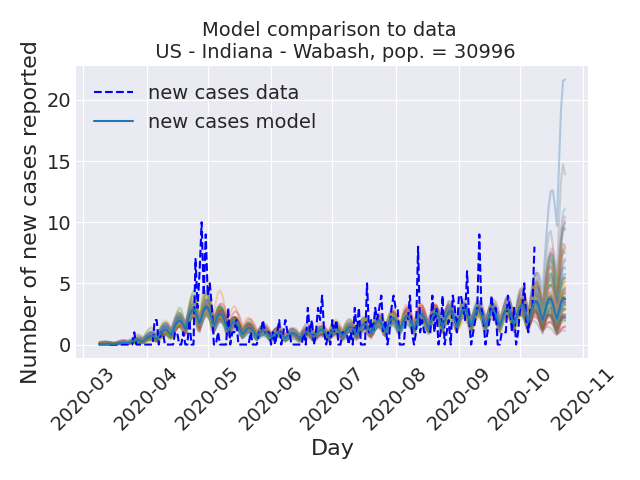 Model comparison to data
US - Indiana - Wabash, pop. = 30996
Number of new cases reported
20
15
10
5
0
new cases data
new cases model
2020-03
2020-04
2020-05
2020-06
2020-07
2020-08
2020-09
2020-10
2020-11
Day